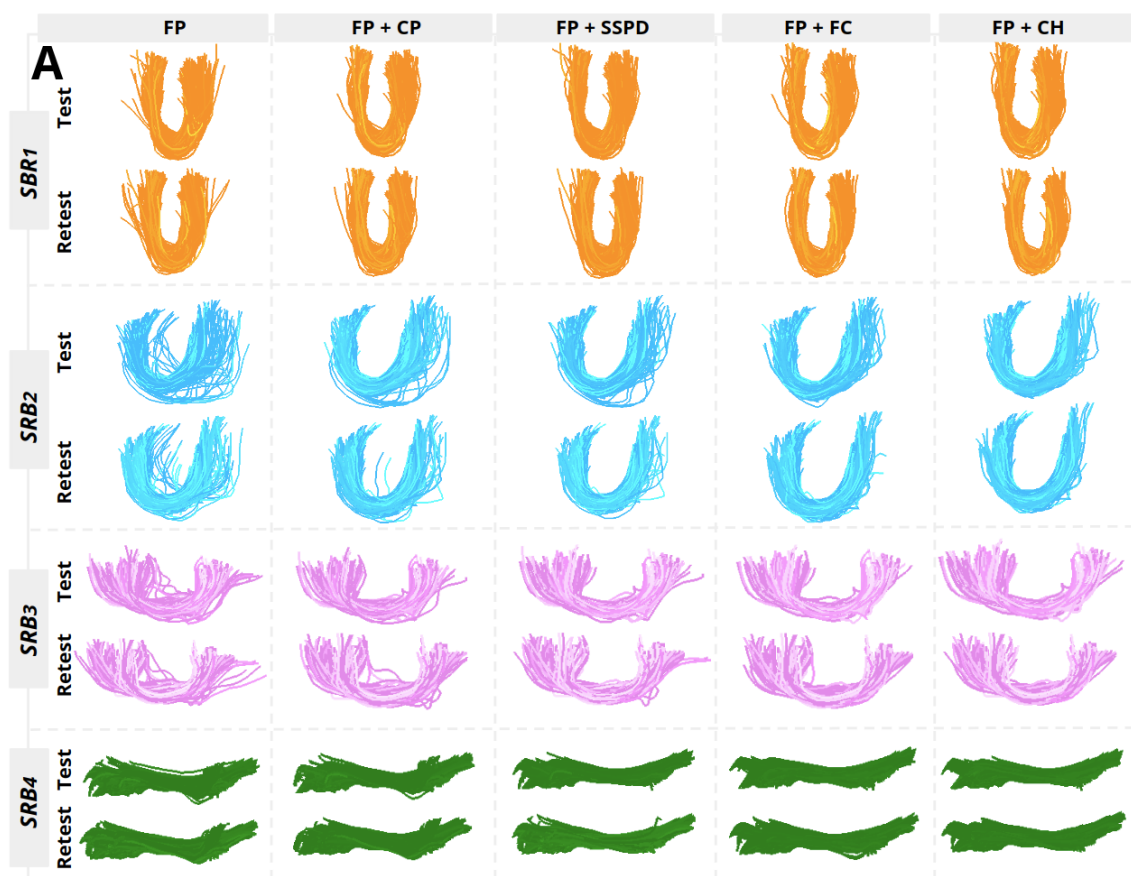 FP FP + CP FP + SSPD FP + FC FP + CH
A
SBR1
Test
Retest
SRB2
Test
Retest
SRB3
Test
Retest
SRB4
Test
Retest